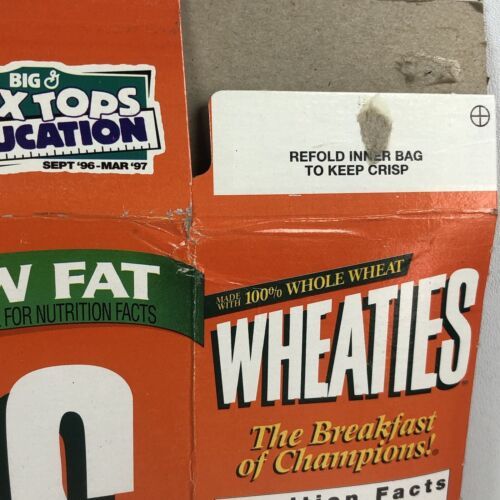 BIG G
X TOPS
UCATION
SEPT '96-MAR '97
REFOLD INNER BAG
TO KEEP CRISP
W FAT
FOR NUTRITION FACTS
MADE WITH 100% WHOLE WHEAT
WHEATIES
The Breakfast
of Champions!
Facts